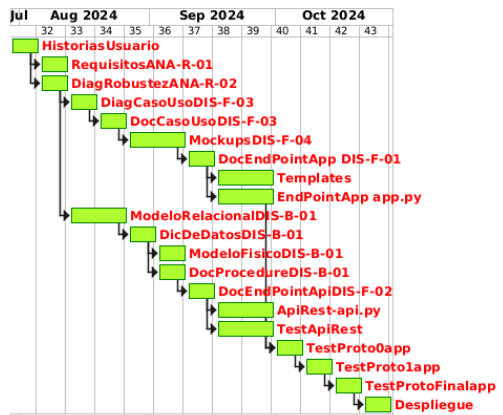 Jul Aug 2024 Sep 2024 Oct 2024
32 33 34 35 36 37 38 39 40 41 42 43
HistoriasUsuario
RequisitosANA-R-01
DiagRobustezANA-R-02
DiagCasoUsoDIS-F-03
DocCasoUsoDIS-F-03
MockupsDIS-F-04
DocEndPointApp DIS-F-01
Templates
EndPointApp app.py
ModeloRelacionalDIS-B-01
DicDeDatosDIS-B-01
ModeloFisicoDIS-B-01
DocProcedureDIS-B-01
DocEndPointApiDIS-F-02
ApiRest-api.py
TestApiRest
TestProto0app
TestProto1app
TestProtoFinalapp
Despliegue